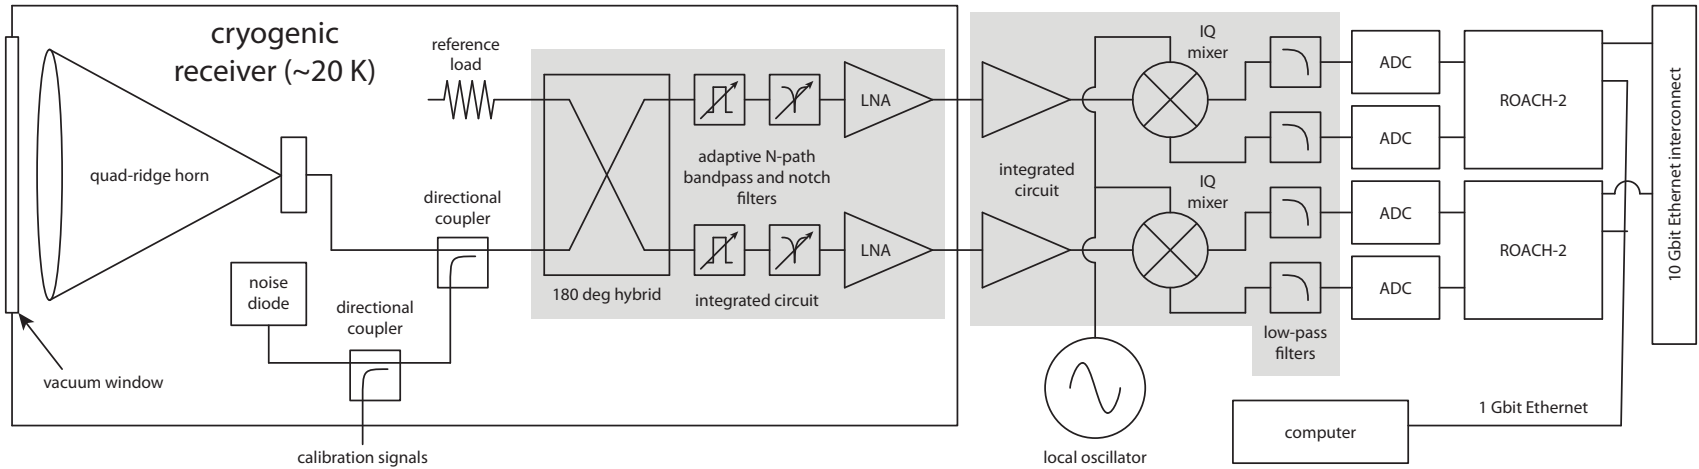 cryogenic
receiver (~20 K)
reference
load
quad-ridge horn
directional
coupler
noise
diode
directional
coupler
vacuum window
calibration signals
180 deg hybrid
adaptive N-path
bandpass and notch
filters
integrated circuit
LNA
LNA
integrated
circuit
IQ
mixer
IQ
mixer
low-pass
filters
local oscillator
ADC
ADC
ADC
ADC
ROACH-2
ROACH-2
10 Gbit Ethernet interconnect
1 Gbit Ethernet
computer